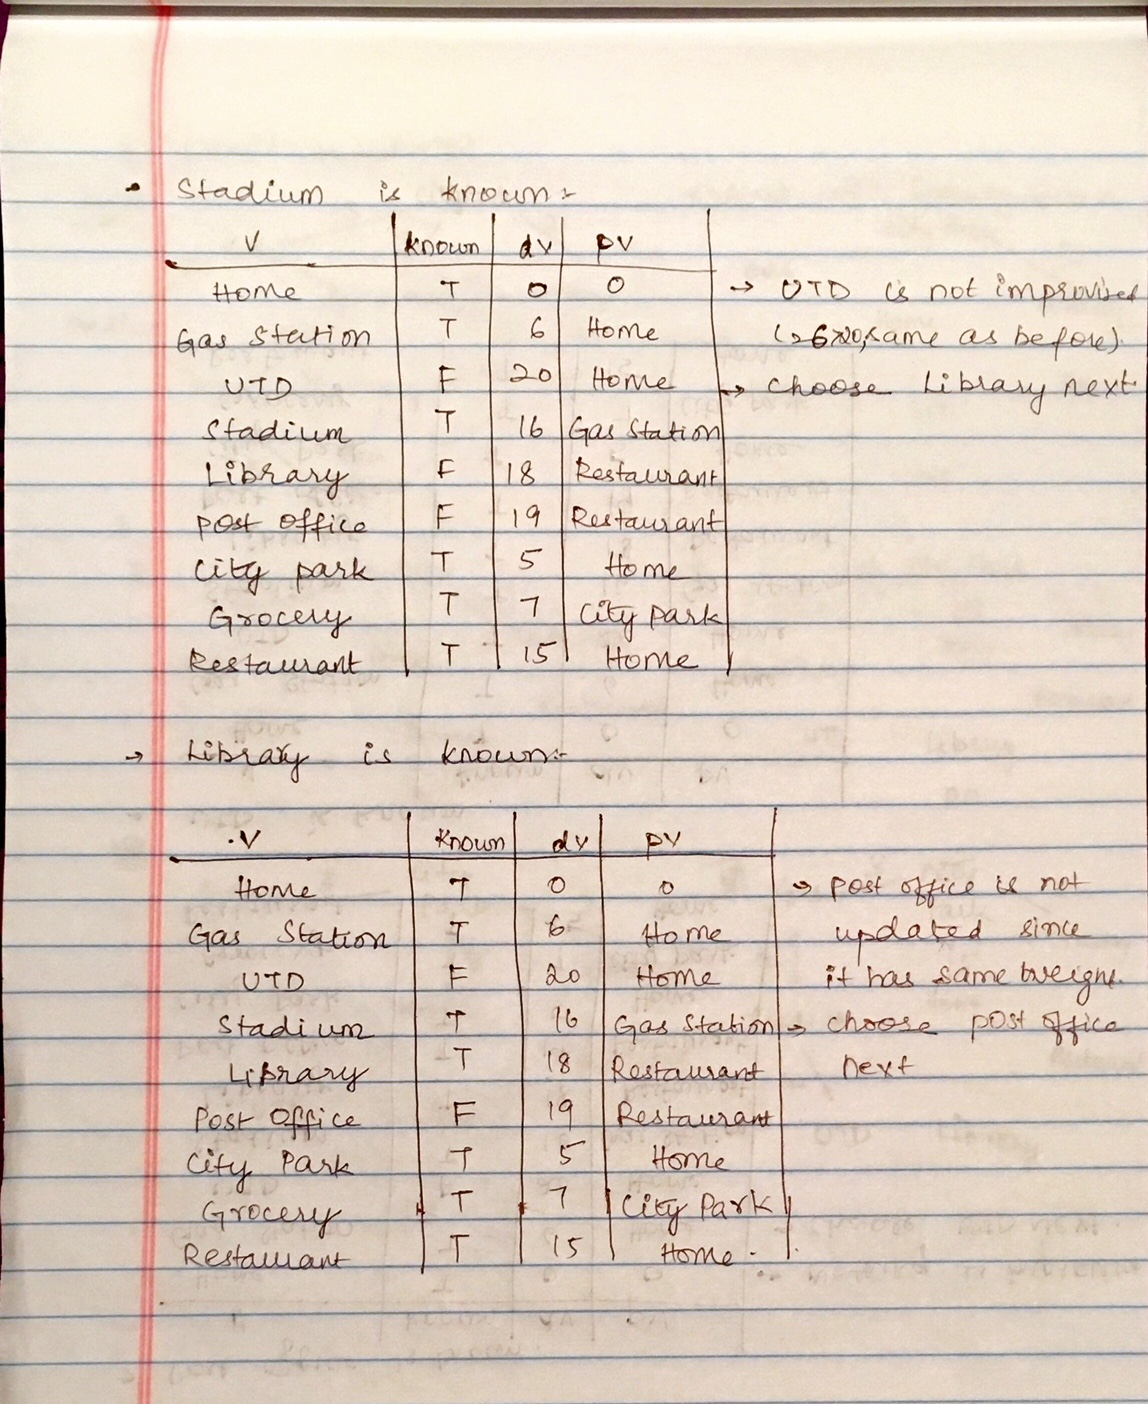 • Stadium is known:-
V known dv pv
Home T 0 0 → UTD is not improvised
Gas Station T 6 Home same as before).
UTD F 20 Home → choose Library next
Stadium T 16 Gas Station
Library F 18 Restaurant
Post office F 19 Restaurant
City park T 5 Home
Grocery T 7 City park
Restaurant T 15 Home
→ Library is known:-
V Known dv pv
Home T 0 0 → post office is not
Gas Station T 6 Home updated since
UTD F 20 Home it has same
Stadium T 16 Gas Station → choose post office
Library T 18 Restaurant next
Post Office F 19 Restaurant
City Park T 5 Home
Grocery T 7 City Park
Restaurant T 15 Home